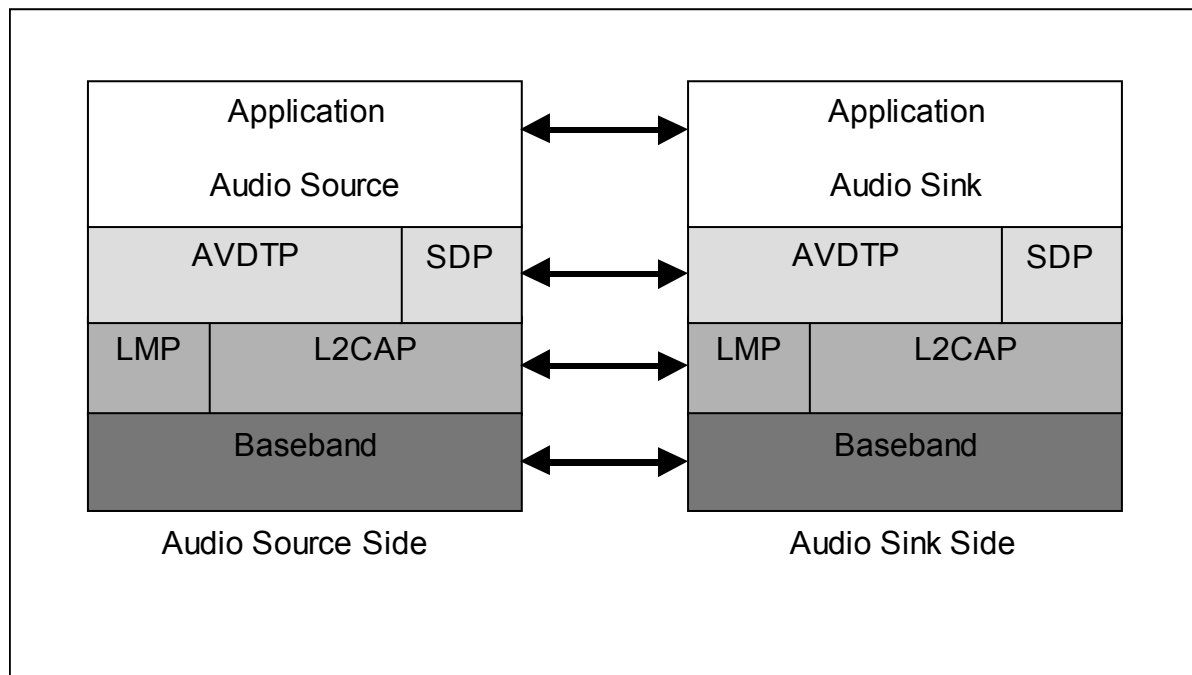 Application
Audio Source
AVDTP
SDP
LMP
L2CAP
Baseband
Audio Source Side
Application
Audio Sink
AVDTP
SDP
LMP
L2CAP
Baseband
Audio Sink Side